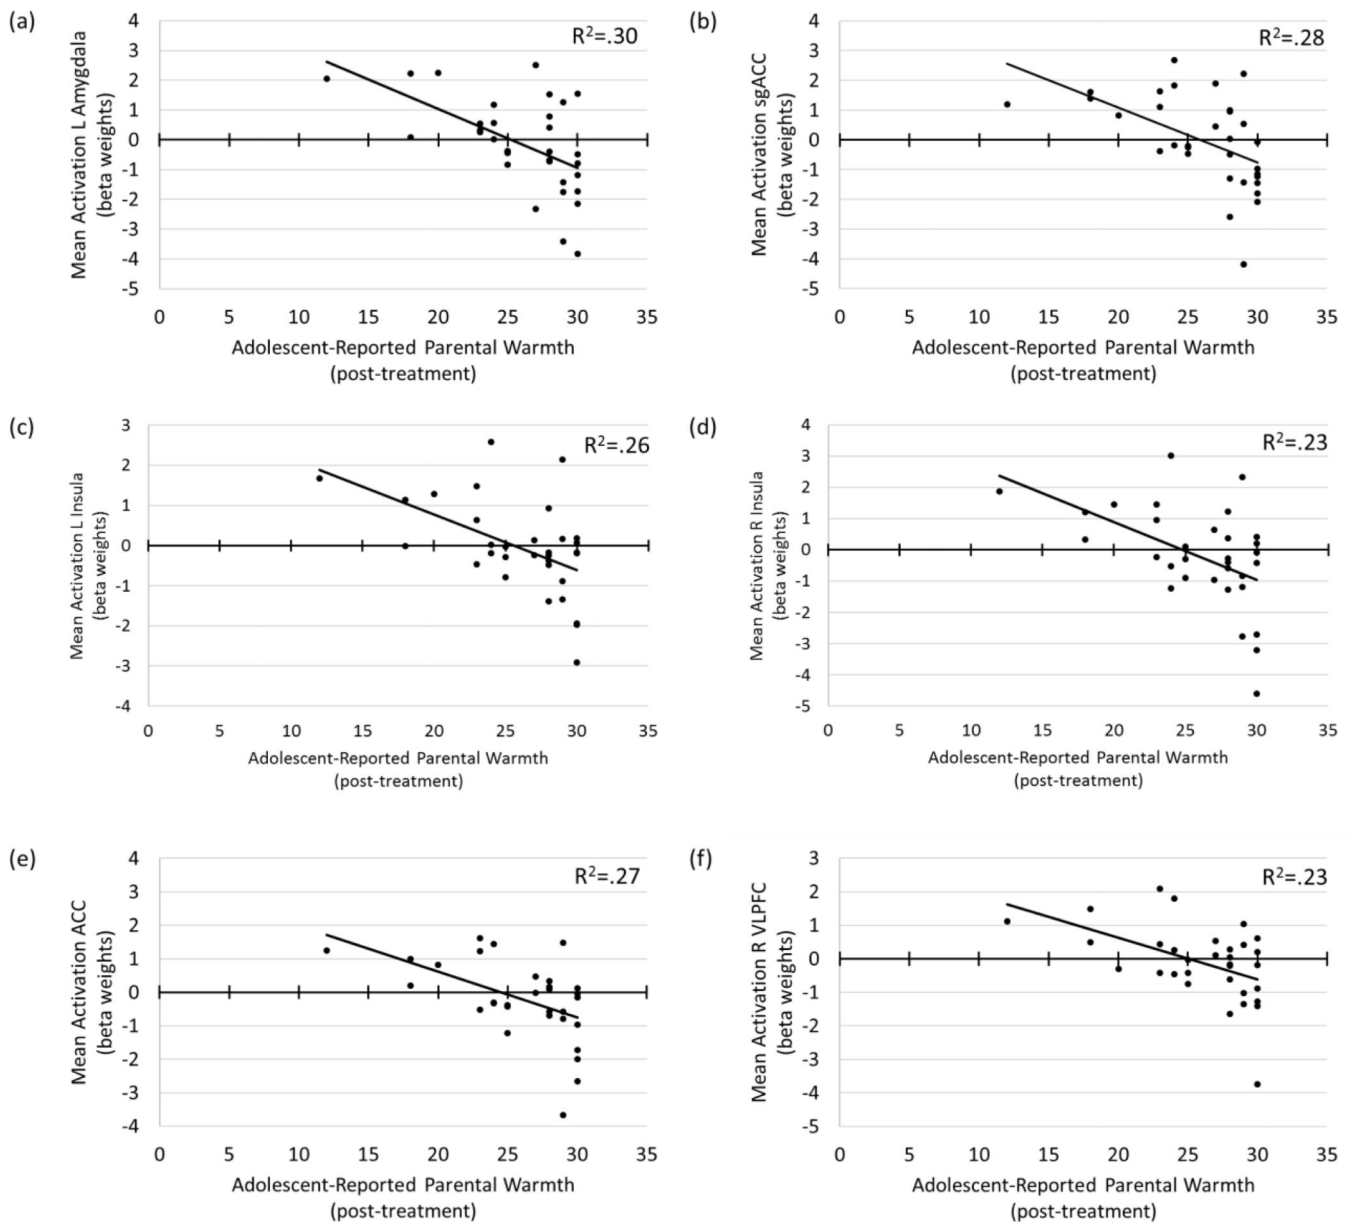 (a)
R²=.30
Mean Activation L Amygdala
(beta weights)
4
3
2
1
0
-1
-2
-3
-4
-5
0 5 10 15 20 25 30 35
Adolescent-Reported Parental Warmth
(post-treatment)
(b)
R²=.28
Mean Activation sgACC
(beta weights)
4
3
2
1
0
-1
-2
-3
-4
-5
0 5 10 15 20 25 30 35
Adolescent-Reported Parental Warmth
(post-treatment)
(c)
R²=.26
Mean Activation L Insula
(beta weights)
3
2
1
0
-1
-2
-3
-4
0 5 10 15 20 25 30 35
Adolescent-Reported Parental Warmth
(post-treatment)
(d)
R²=.23
Mean Activation R Insula
(beta weights)
4
3
2
1
0
-1
-2
-3
-4
-5
0 5 10 15 20 25 30 35
Adolescent-Reported Parental Warmth
(post-treatment)
(e)
R²=.27
Mean Activation ACC
(beta weights)
4
3
2
1
0
-1
-2
-3
-4
0 5 10 15 20 25 30 35
Adolescent-Reported Parental Warmth
(post-treatment)
(f)
R²=.23
Mean Activation R VLPFC
(beta weights)
3
2
1
0
-1
-2
-3
-4
-5
0 5 10 15 20 25 30 35
Adolescent-Reported Parental Warmth
(post-treatment)